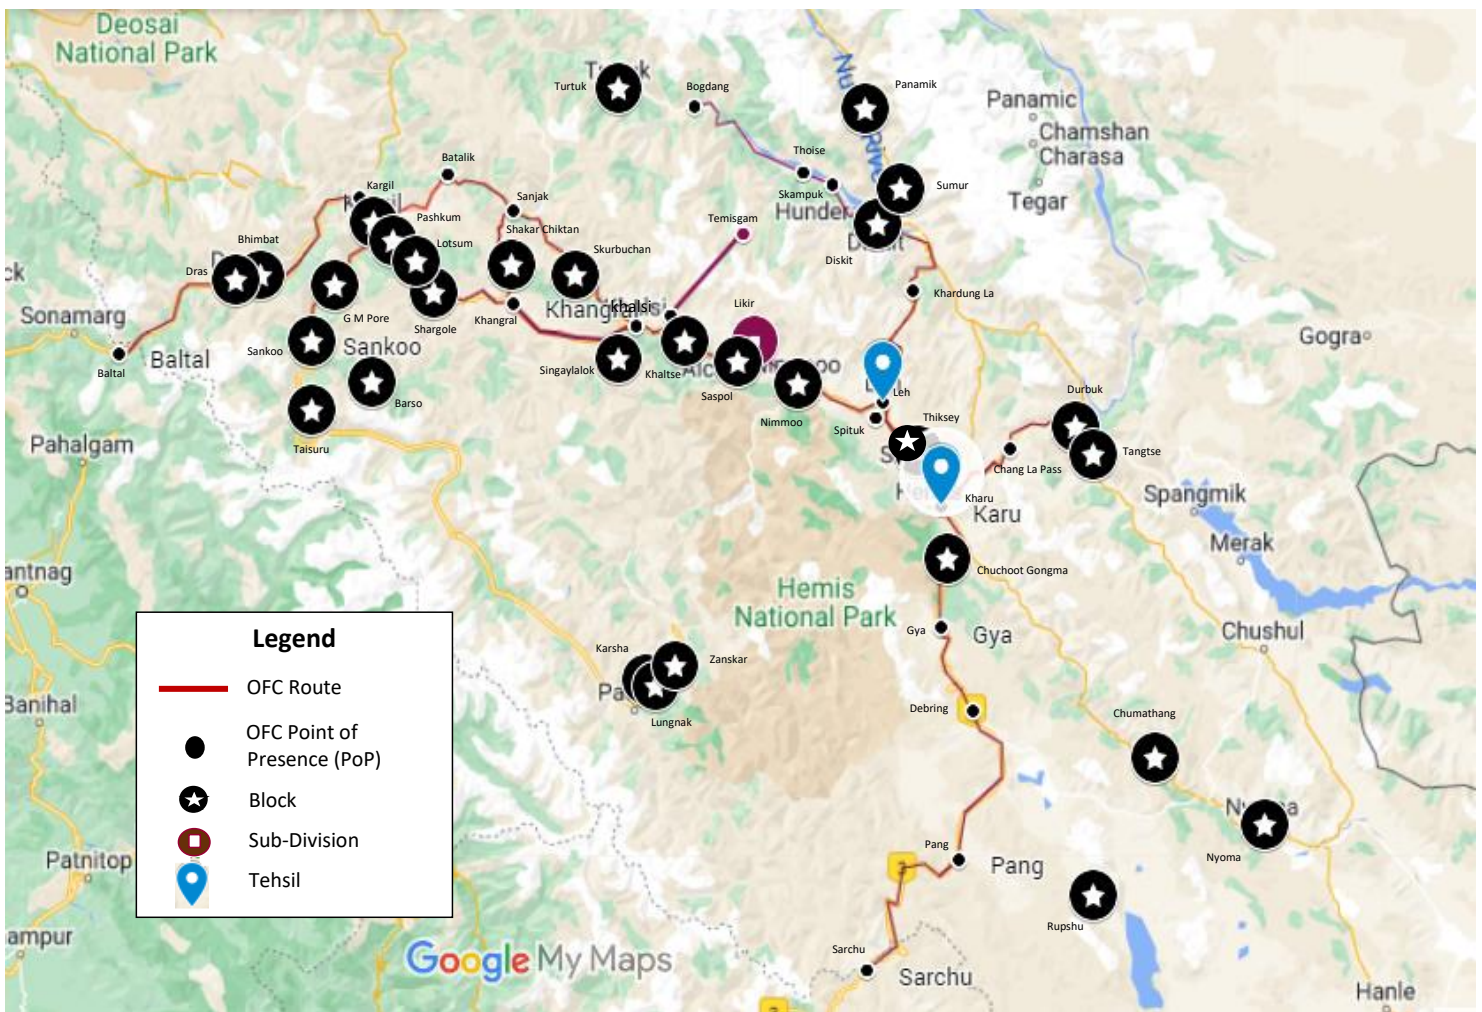 Deosai
National Park
Turtuk
Bogdang
Panamik
Panamic
Chamshan
Charasa
Tegar
Thoise
Skampuk
Hunder
Sumur
Diskit
Batalik
Kargil
Sanjak
Pashkum
Shakar Chiktan
Lotsum
Skurbuchan
Temisgam
Bhimbat
Dras
Khardung La
Sonamarg
Baltal
Baltal
G M Pore
Shargole
Khangral
Khangral
khalsi
Likir
Gogra
Sankoo
Sankoo
Singaylalok
Khaltse
Saspol
Nimmoo
Leh
Spituk
Thiksey
Durbuk
Barso
Taisuru
Pahalgam
Chang La Pass
Tangtse
Kharu
Karu
Spangmik
Merak
Chuchoot Gongma
Hemis
National Park
Gya
Gya
Chushul
Karsha
Zanskar
Lungnak
Debring
Chumathang
Nyoma
Pang
Pang
Rupshu
Sarchu
Sarchu
Hanle
antnag
Banihal
Patnitop
ampur
Legend
OFC Route
OFC Point of
Presence (PoP)
Block
Sub-Division
Tehsil
Google My Maps